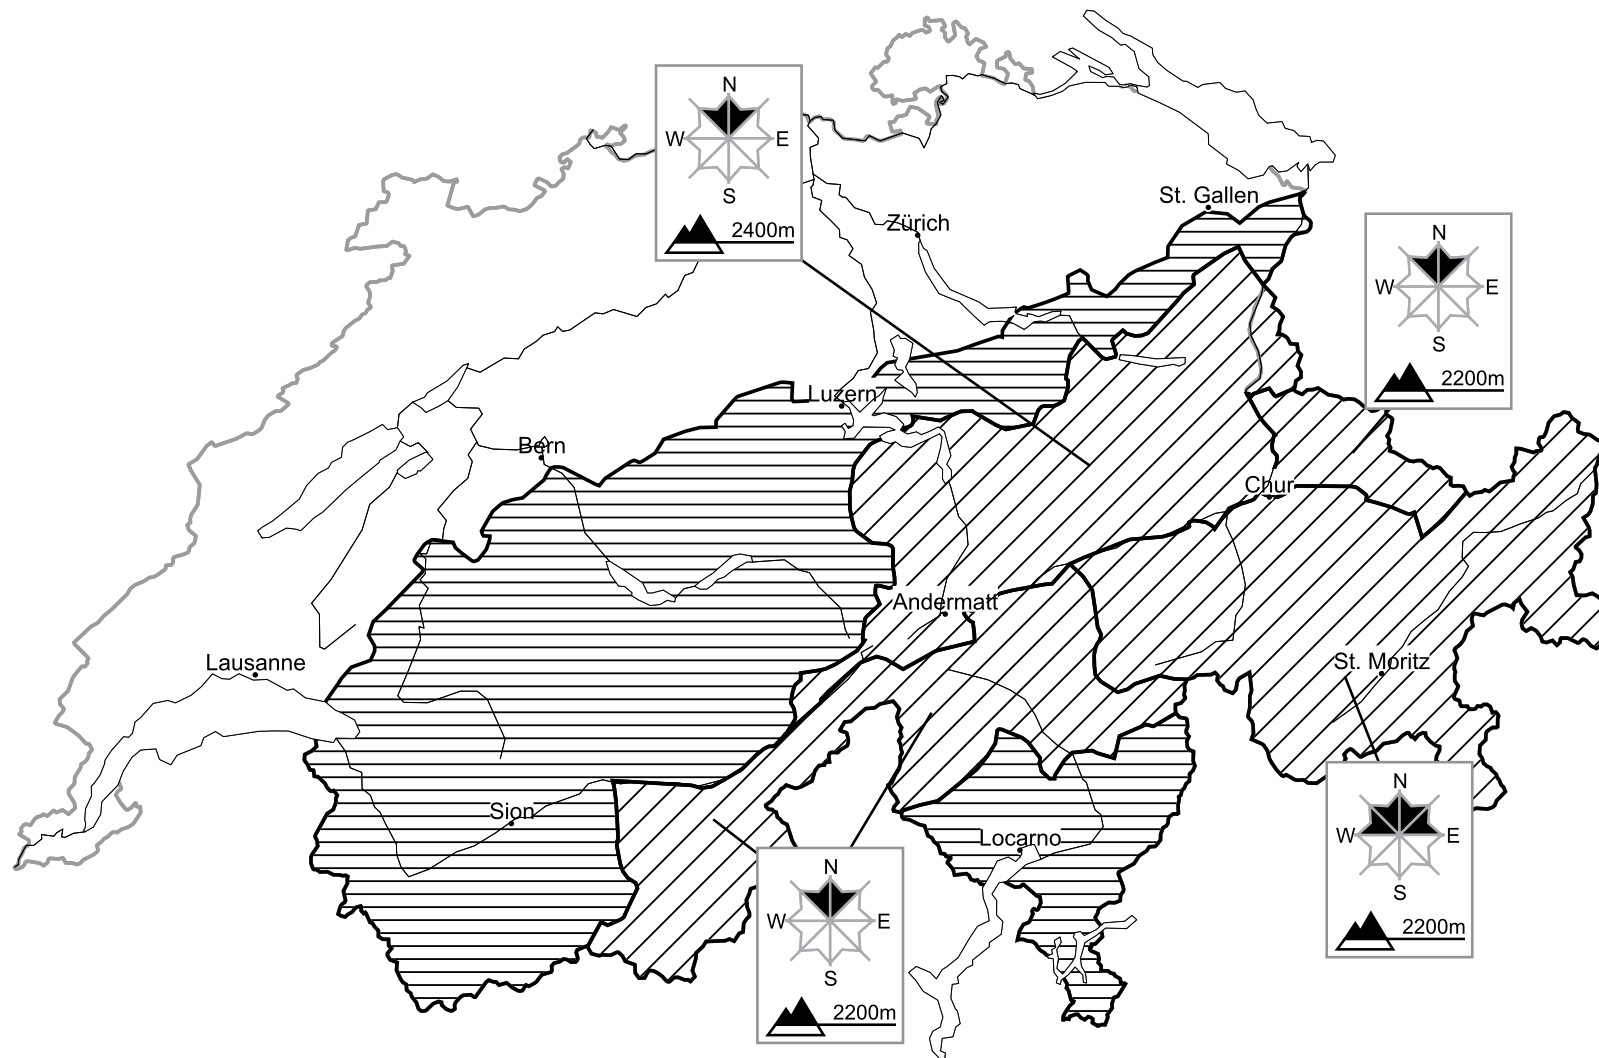 N
W E
S
2400m
St. Gallen
Zürich
N
W E
S
2200m
Luzern
Bern
Chur
Andermatt
Lausanne
St. Moritz
Sion
Locarno
N
W E
S
2200m
N
W E
S
2200m